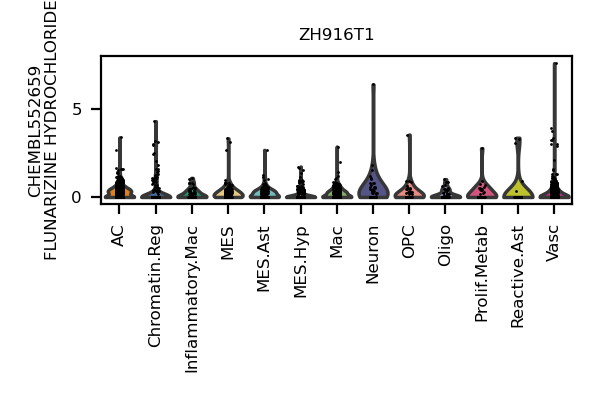 ZH916T1
CHEMBL552659
FLUNARIZINE HYDROCHLORIDE
5
0
AC
Chromatin.Reg
Inflammatory.Mac
MES
MES.Ast
MES.Hyp
Mac
Neuron
OPC
Oligo
Prolif.Metab
Reactive.Ast
Vasc